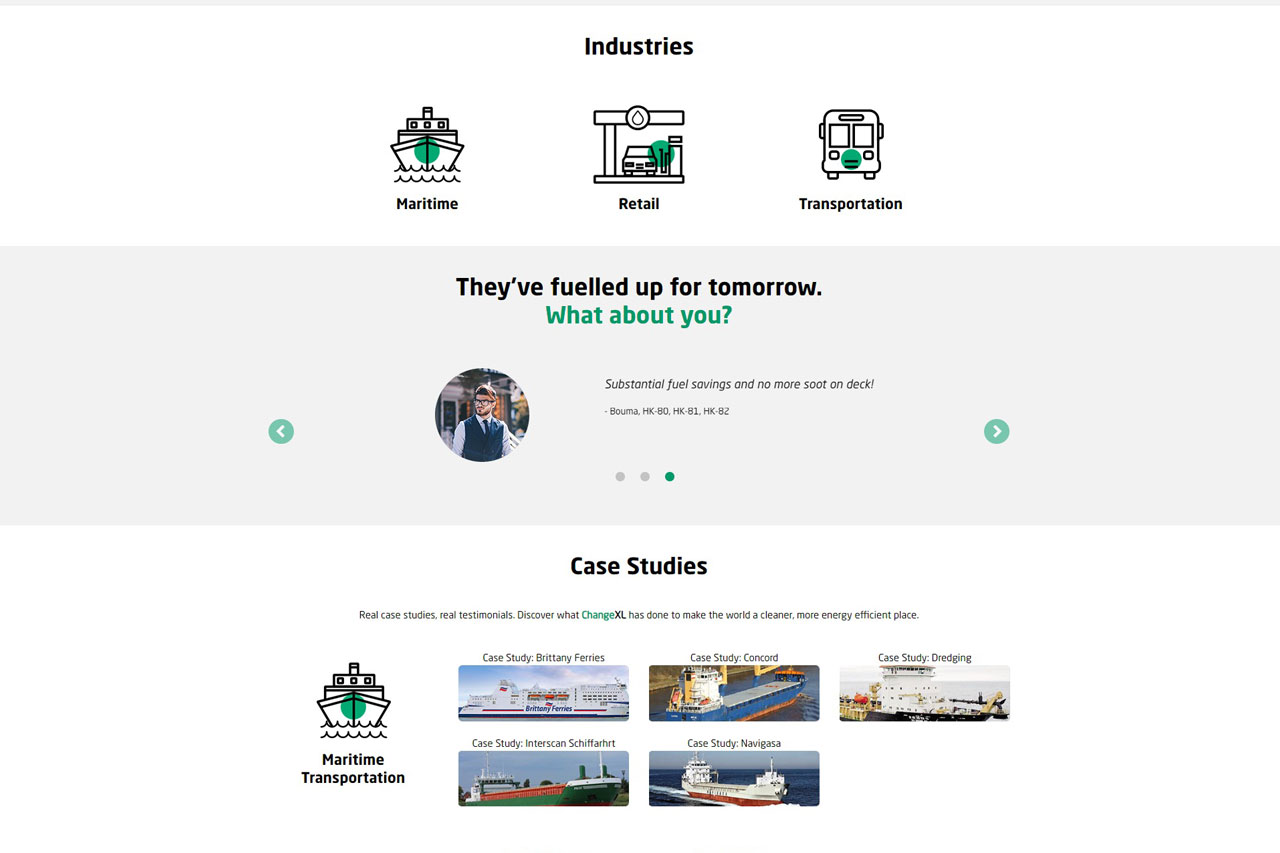 Industries
Maritime
Retail
Transportation
They've fuelled up for tomorrow.
What about you?
Substantial fuel savings and no more soot on deck!
- Bouma, HK-80, HK-81, HK-82
Case Studies
Real case studies, real testimonials. Discover what ChangeXL has done to make the world a cleaner, more energy efficient place.
Maritime
Transportation
Case Study: Brittany Ferries
Case Study: Concord
Case Study: Dredging
Brittany Ferries
Case Study: Interscan Schiffarhrt
Case Study: Navigasa